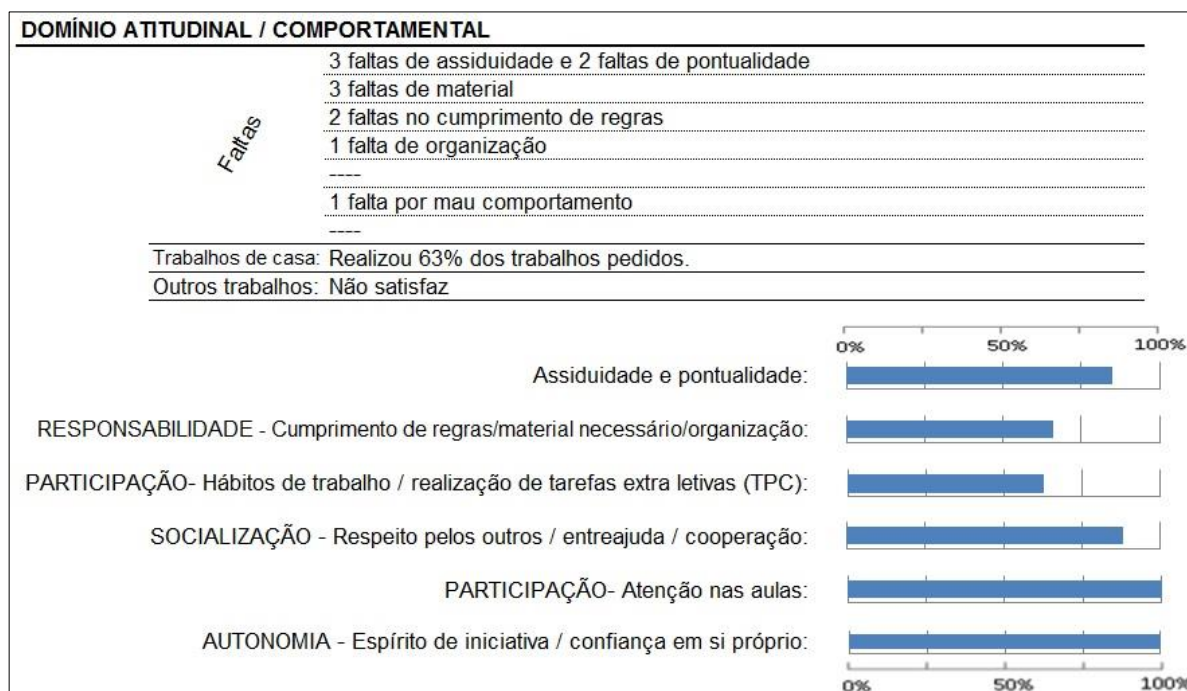 DOMÍNIO ATITUDINAL / COMPORTAMENTAL
Faltas
3 faltas de assiduidade e 2 faltas de pontualidade
3 faltas de material
2 faltas no cumprimento de regras
1 falta de organização
----
1 falta por mau comportamento
----
Trabalhos de casa: Realizou 63% dos trabalhos pedidos.
Outros trabalhos: Não satisfaz
0% 50% 100%
Assiduidade e pontualidade:
RESPONSABILIDADE - Cumprimento de regras/material necessário/organização:
PARTICIPAÇÃO- Hábitos de trabalho / realização de tarefas extra letivas (TPC):
SOCIALIZAÇÃO - Respeito pelos outros / entreajuda / cooperação:
PARTICIPAÇÃO- Atenção nas aulas:
AUTONOMIA - Espírito de iniciativa / confiança em si próprio:
0% 50% 100%